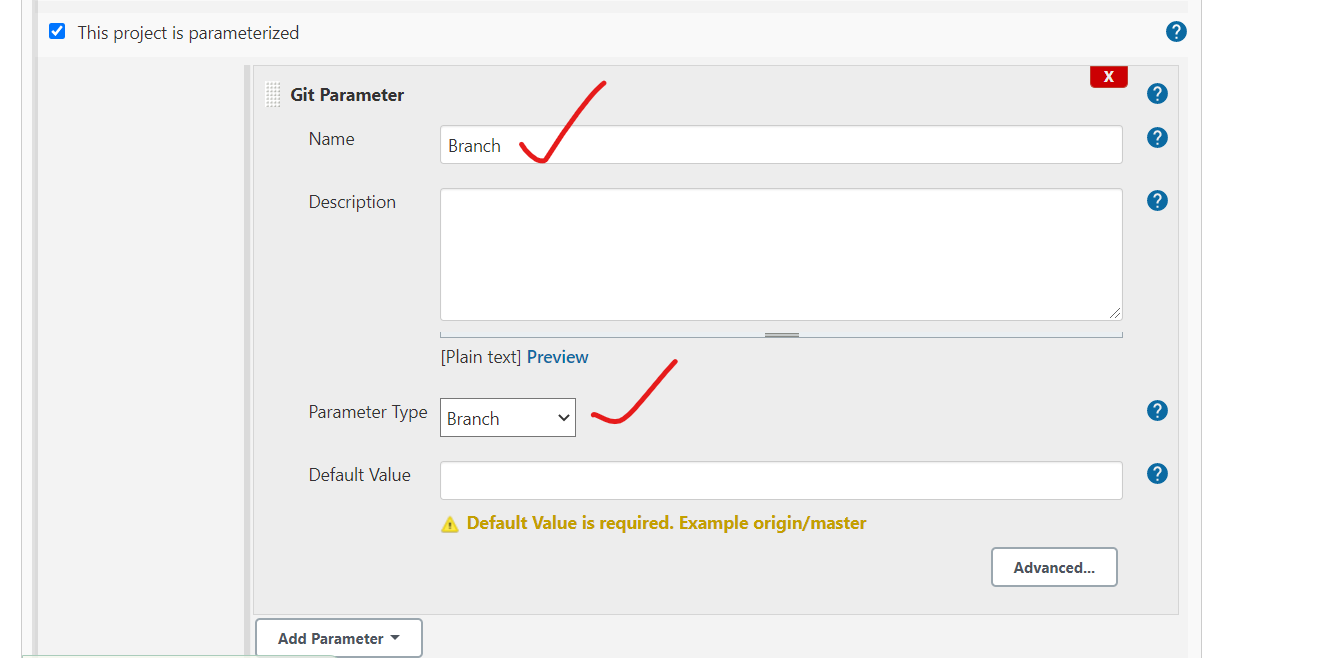 This project is parameterized
?
X
Git Parameter
?
Name
Branch
?
Description
?
[Plain text] Preview
Parameter Type
Branch
?
Default Value
?
Default Value is required. Example origin/master
Advanced...
Add Parameter